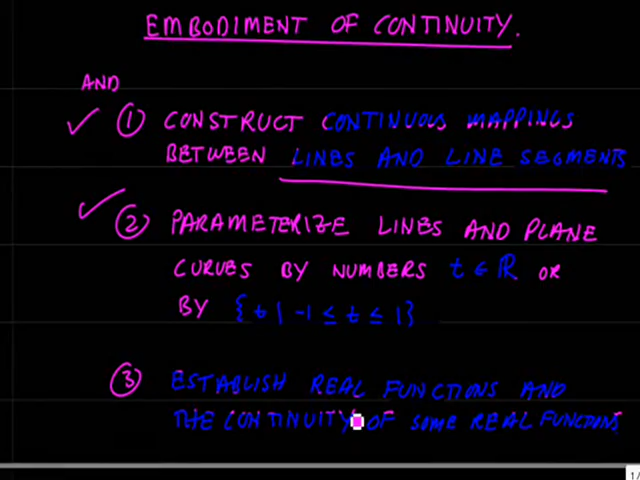 EMBODIMENT OF CONTINUITY.
AND
✓ ① CONSTRUCT CONTINUOUS MAPPINGS
BETWEEN LINES AND LINE SEGMENTS
✓ ② PARAMETERIZE LINES AND PLANE
CURVES BY NUMBERS t ∈ ℝ OR
BY {t | -1 ≤ t ≤ 1}
③ ESTABLISH REAL FUNCTIONS AND
THE CONTINUITY OF SOME REAL FUNCTIONS
1/